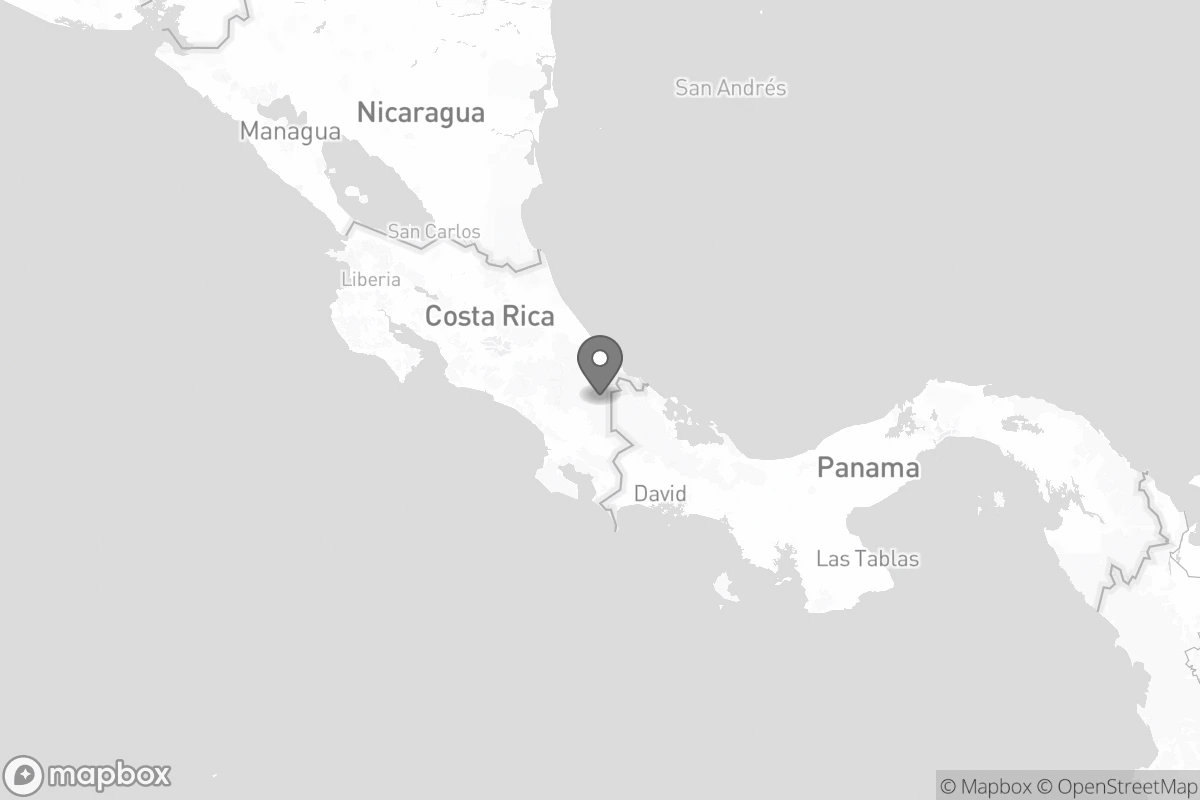 San Andrés
Nicaragua
Managua
San Carlos
Liberia
Costa Rica
Panama
David
Las Tablas
mapbox
© Mapbox © OpenStreetMap